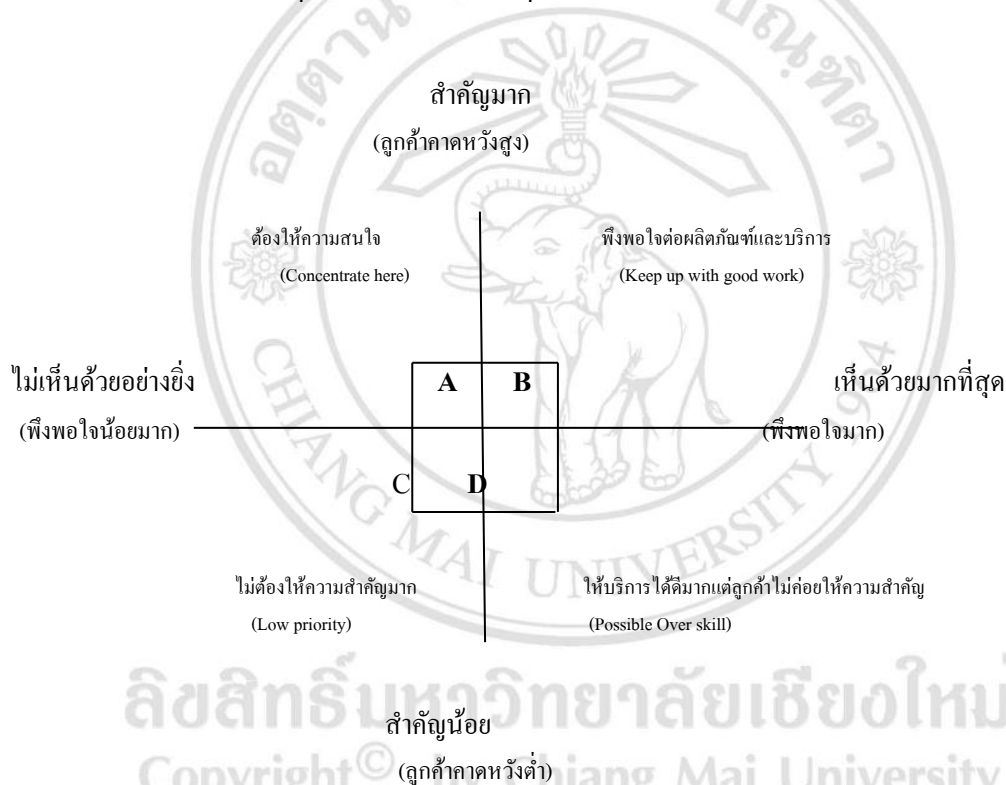 สำคัญมาก
(ลูกค้าคาดหวังสูง)
ต้องให้ความสนใจ
(Concentrate here)
พึงพอใจต่อผลิตภัณฑ์และบริการ
(Keep up with good work)
ไม่เห็นด้วยอย่างยิ่ง
(พึงพอใจน้อยมาก)
A B
เห็นด้วยมากที่สุด
(พึงพอใจมาก)
C D
ไม่ต้องให้ความสำคัญมาก
(Low priority)
ให้บริการได้ดีมากแต่ลูกค้าไม่ค่อยให้ความสำคัญ
(Possible Over skill)
CHIANG MAI UNIVERSITY 1964
ลิขสิทธิ์มหาวิทยาลัยเชียงใหม่
สำคัญน้อย
Copyright © by Chiang Mai University
(ลูกค้าคาดหวังต่ำ)